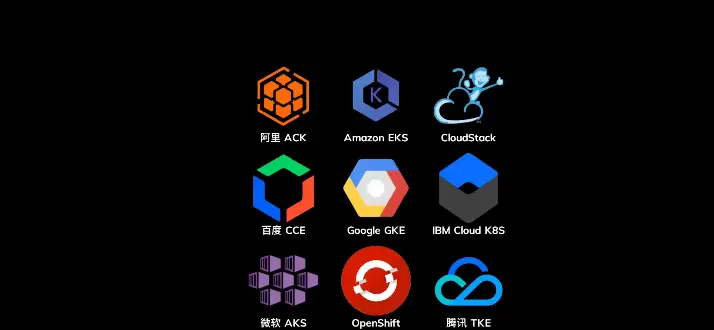 阿里 ACK
Amazon EKS
CloudStack
百度 CCE
Google GKE
IBM Cloud K8S
微软 AKS
OpenShift
腾讯 TKE